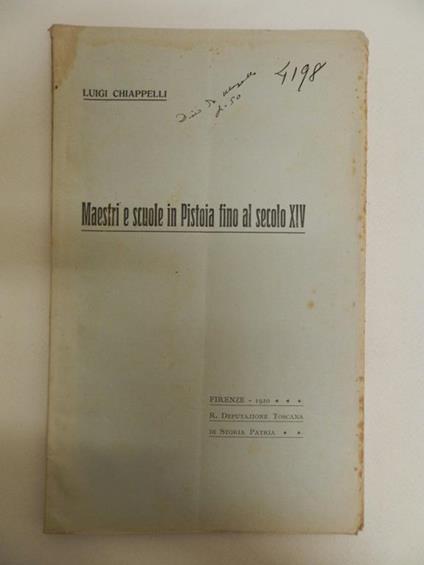 4198
LUIGI CHIAPPELLI
Maestri e scuole in Pistoia fino al secolo XIV
FIRENZE - 1920
R. DEPUTAZIONE TOSCANA
DI STORIA PATRIA